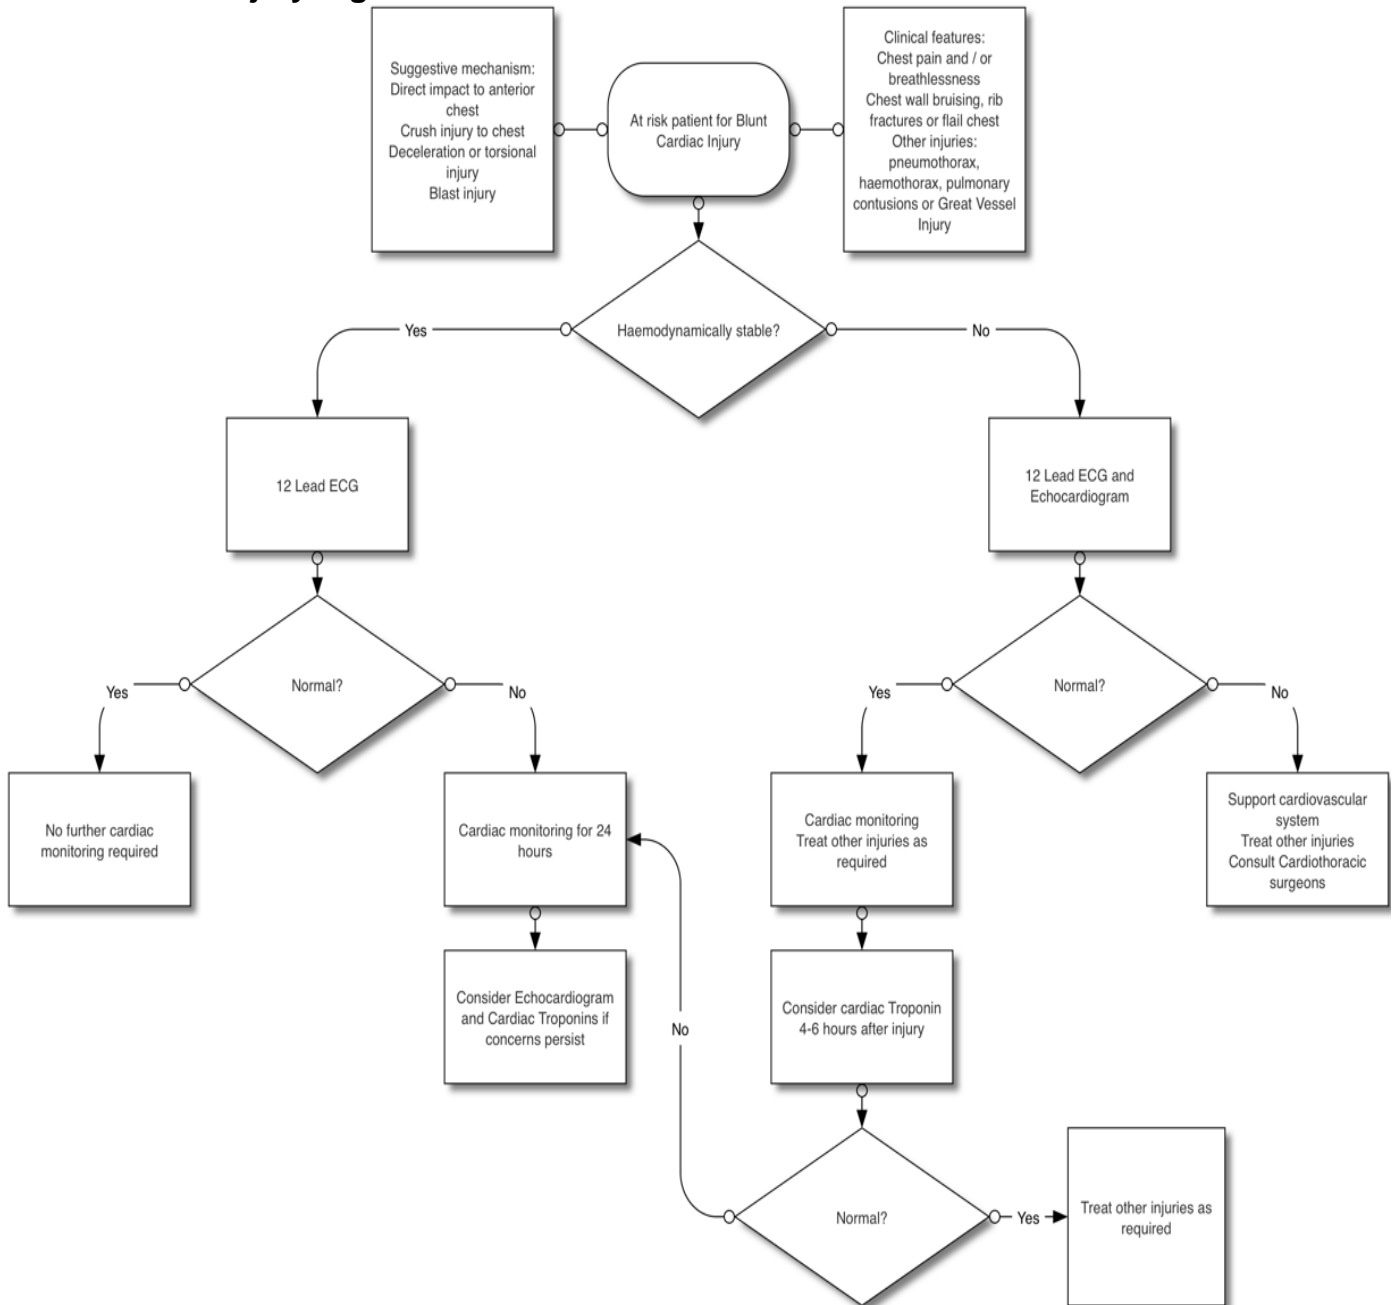 Suggestive mechanism:
Direct impact to anterior
chest
Crush injury to chest
Deceleration or torsional
injury
Blast injury
At risk patient for Blunt
Cardiac Injury
Clinical features:
Chest pain and / or
breathlessness
Chest wall bruising, rib
fractures or flail chest
Other injuries:
pneumothorax,
haemothorax, pulmonary
contusions or Great Vessel
Injury
Haemodynamically stable?
Yes
No
12 Lead ECG
12 Lead ECG and
Echocardiogram
Normal?
Yes
No
Normal?
Yes
No
No further cardiac
monitoring required
Cardiac monitoring for 24
hours
Cardiac monitoring
Treat other injuries as
required
Support cardiovascular
system
Treat other injuries
Consult Cardiothoracic
surgeons
Consider Echocardiogram
and Cardiac Troponins if
concerns persist
Consider cardiac Troponin
4-6 hours after injury
No
Normal?
Yes
Treat other injuries as
required